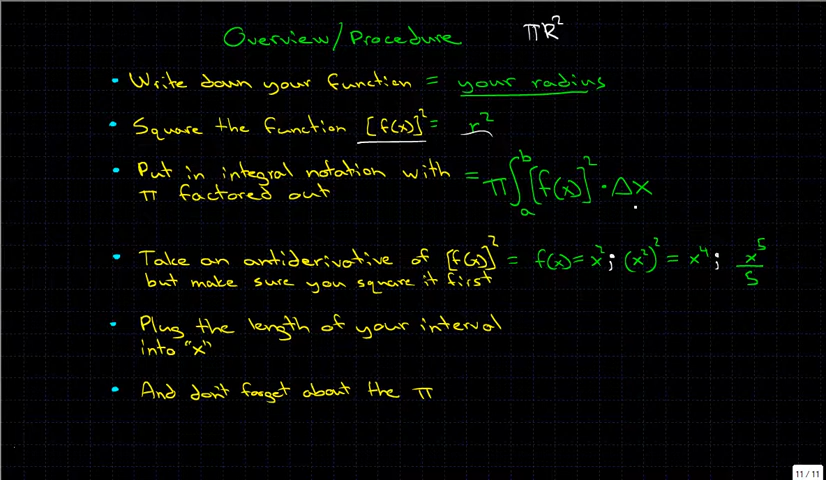 Overview/Procedure πR²
• Write down your function = your radius
• Square the function [f(x)]² = r²
• Put in integral notation with = π∫ₐᵇ[f(x)]² · Δx
π factored out
• Take an antiderivative of [f(x)]² = f(x) = x²; (x²)² = x⁴; x⁵/5
but make sure you square it first
• Plug the length of your interval
into "x"
• And don't forget about the π
11 / 11